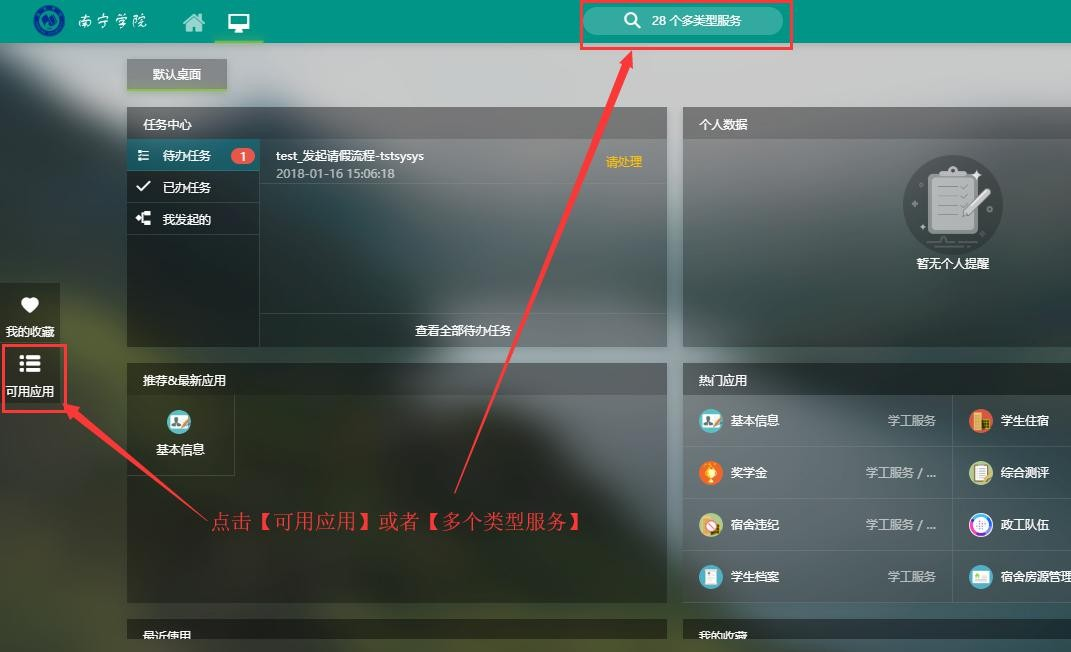 南宁学院
28 个多类型服务
默认桌面
任务中心
待办任务 1
已办任务
我发起的
test_发起请假流程-tstsysys
2018-01-16 15:06:18
请处理
查看全部待办任务
个人数据
暂无个人提醒
我的收藏
可用应用
推荐&最新应用
基本信息
热门应用
基本信息 学工服务 学生住宿
奖学金 学工服务 / ... 综合测评
宿舍违纪 学工服务 / ... 政工队伍
学生档案 学工服务 宿舍房源管理
点击【可用应用】或者【多个类型服务】
最近使用
我的收藏